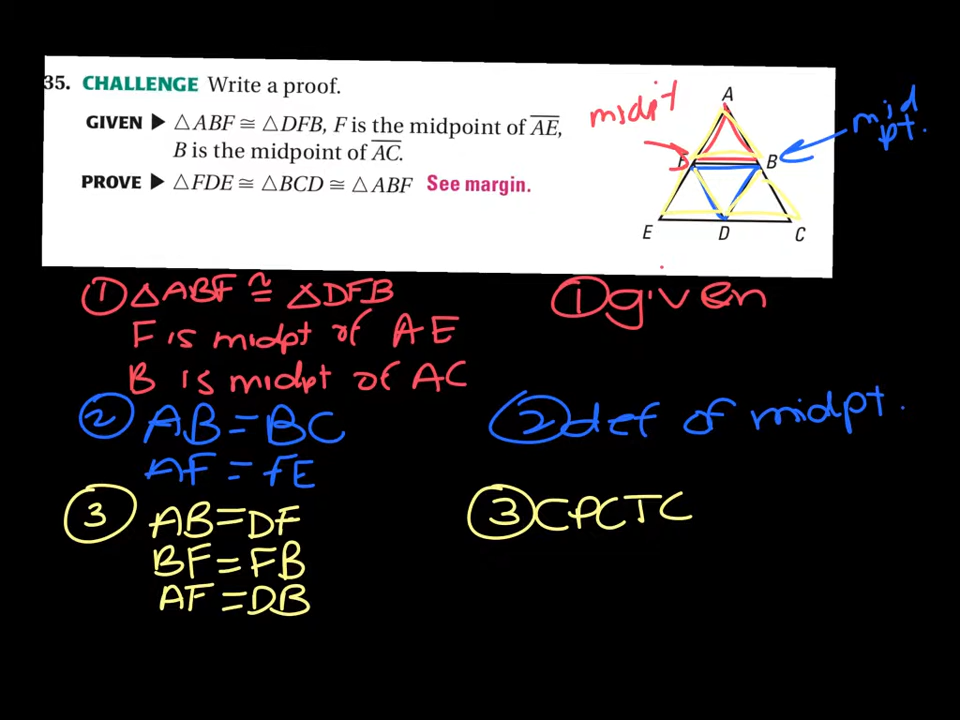 35. CHALLENGE Write a proof.
GIVEN ▶ △ABF ≅ △DFB, F is the midpoint of AE,
B is the midpoint of AC.
PROVE ▶ △FDE ≅ △BCD ≅ △ABF See margin.
midpt
A
mid
pt.
F
B
E
D
C
① △ABF ≅ △DFB
① given
F is midpt of AE
B is midpt of AC
② AB = BC
② def of midpt.
AF = FE
③ AB = DF
③ CPCTC
BF = FB
AF = DB